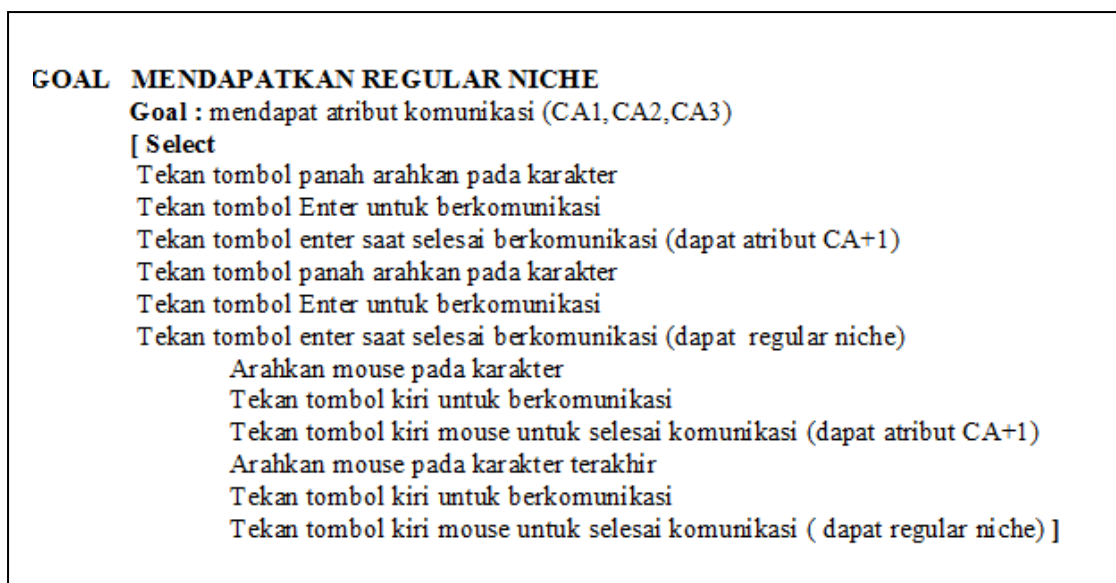 GOAL MENDAPATKAN REGULAR NICHE
Goal : mendapat atribut komunikasi (CA1,CA2,CA3)
[ Select
Tekan tombol panah arahkan pada karakter
Tekan tombol Enter untuk berkomunikasi
Tekan tombol enter saat selesai berkomunikasi (dapat atribut CA+1)
Tekan tombol panah arahkan pada karakter
Tekan tombol Enter untuk berkomunikasi
Tekan tombol enter saat selesai berkomunikasi (dapat regular niche)
Arahkan mouse pada karakter
Tekan tombol kiri untuk berkomunikasi
Tekan tombol kiri mouse untuk selesai komunikasi (dapat atribut CA+1)
Arahkan mouse pada karakter terakhir
Tekan tombol kiri untuk berkomunikasi
Tekan tombol kiri mouse untuk selesai komunikasi ( dapat regular niche) ]